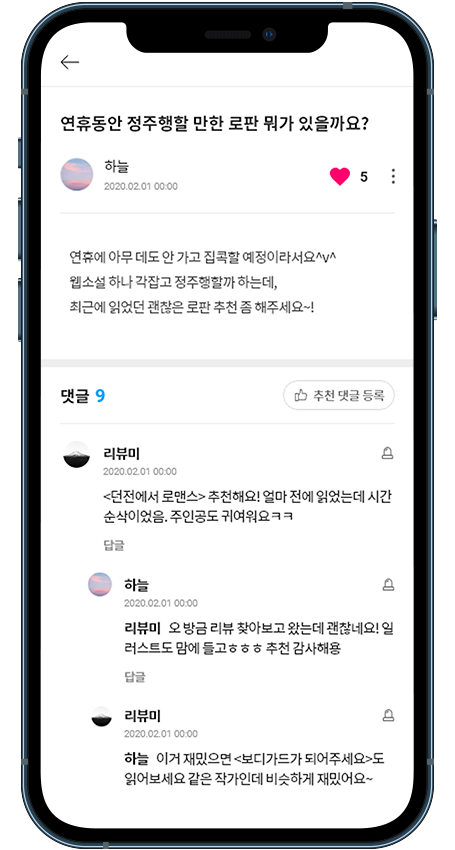 연휴동안 정주행할 만한 로판 뭐가 있을까요?
하늘
2020.02.01 00:00
5
연휴에 아무 데도 안 가고 집콕할 예정이라서요^v^
웹소설 하나 각잡고 정주행할까 하는데,
최근에 읽었던 괜찮은 로판 추천 좀 해주세요~!
댓글 9
추천 댓글 등록
리뷰미
2020.02.01 00:00
<던전에서 로맨스> 추천해요! 얼마 전에 읽었는데 시간
순삭이었음. 주인공도 귀여워요ㅋㅋ
답글
하늘
2020.02.01 00:00
리뷰미 오 방금 리뷰 찾아보고 왔는데 괜찮네요! 일
러스트도 맘에 들고ㅎㅎㅎ 추천 감사해용
답글
리뷰미
2020.02.01 00:00
하늘 이거 재밌으면 <보디가드가 되어주세요>도
읽어보세요 같은 작가인데 비슷하게 재밌어요~